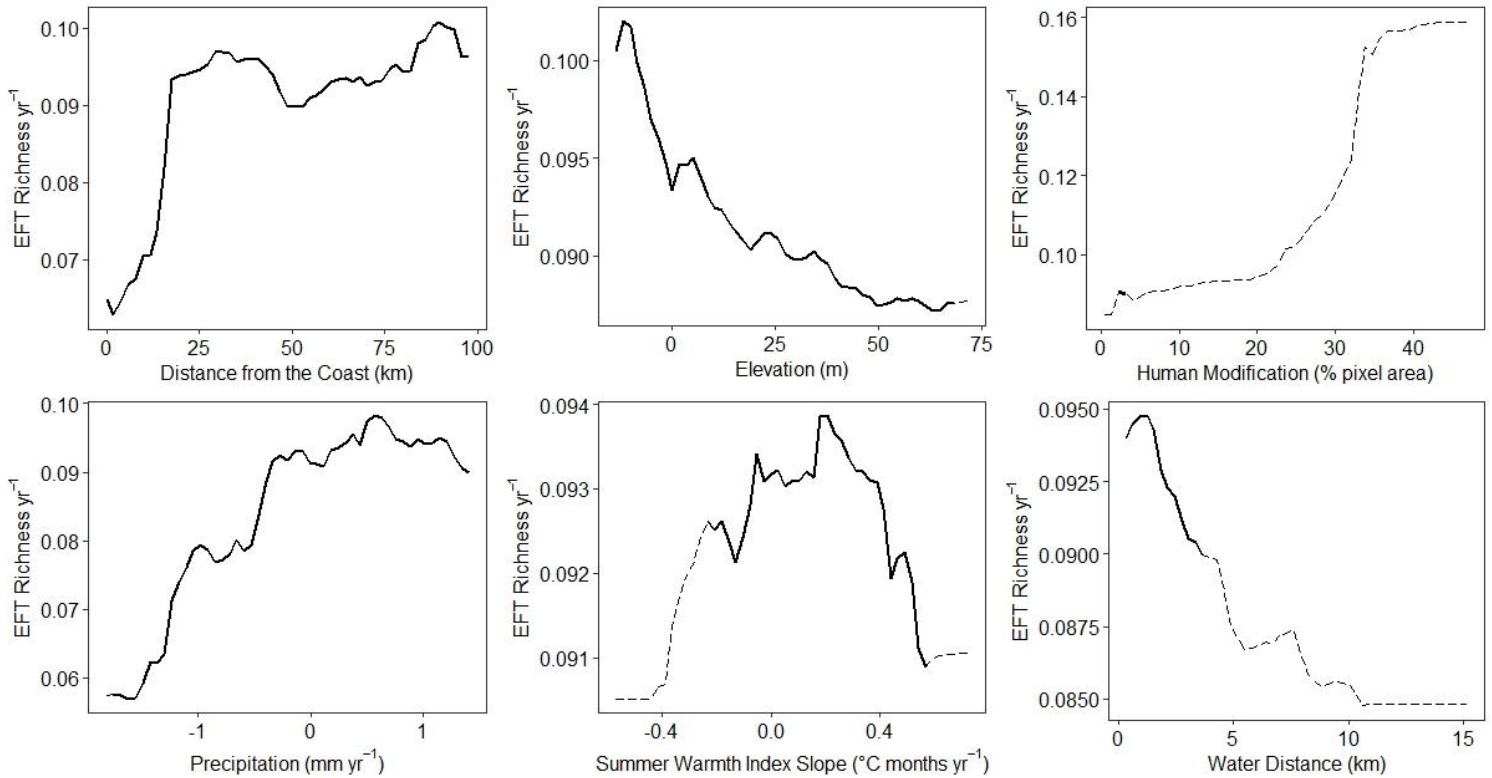 EFT Richness yr⁻¹
0.10
0.09
0.08
0.07
0 25 50 75 100
Distance from the Coast (km)
EFT Richness yr⁻¹
0.100
0.095
0.090
0 25 50 75
Elevation (m)
EFT Richness yr⁻¹
0.16
0.14
0.12
0.10
0 10 20 30 40
Human Modification (% pixel area)
EFT Richness yr⁻¹
0.10
0.09
0.08
0.07
0.06
-1 0 1
Precipitation (mm yr⁻¹)
EFT Richness yr⁻¹
0.094
0.093
0.092
0.091
-0.4 0.0 0.4
Summer Warmth Index Slope (°C months yr⁻¹)
EFT Richness yr⁻¹
0.0950
0.0925
0.0900
0.0875
0.0850
0 5 10 15
Water Distance (km)